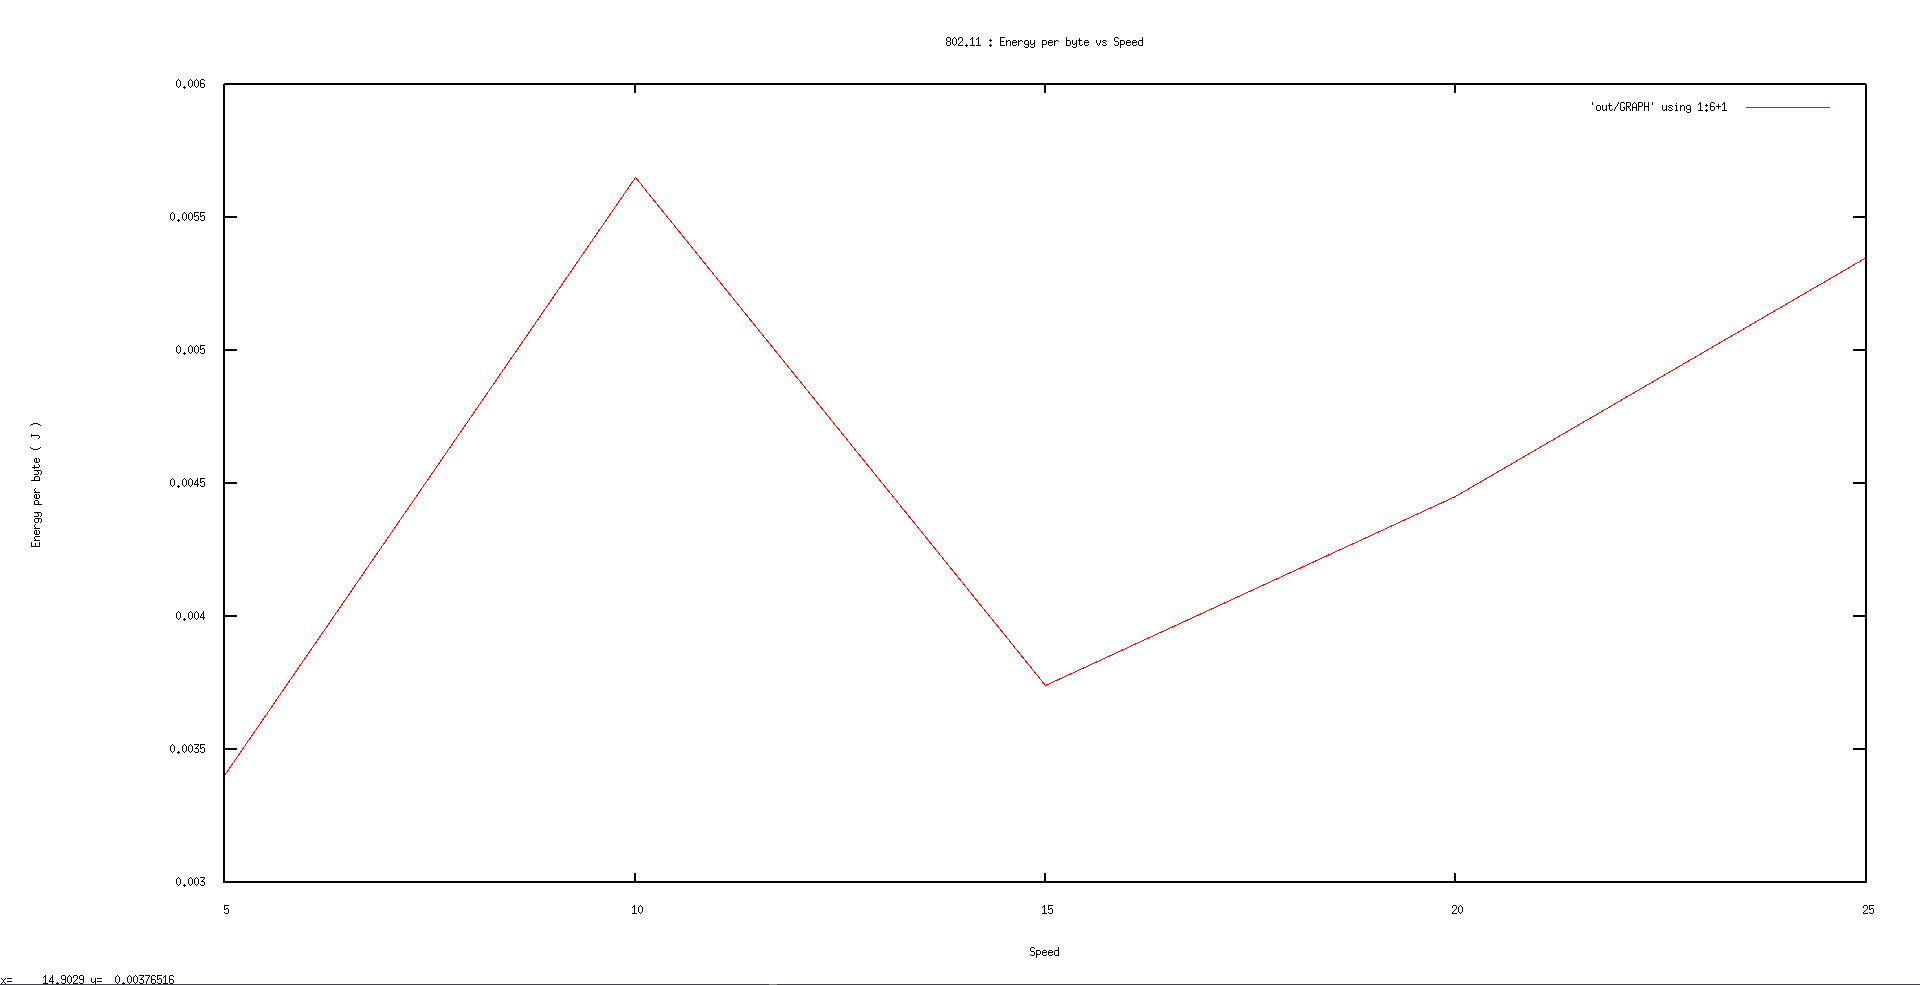 802.11 : Energy per byte vs Speed
0.006
'out/GRAPH' using 1:6+1
0.0055
0.005
Energy per byte ( J )
0.0045
0.004
0.0035
0.003
5 10 15 20 25
Speed
x= 14.9029 y= 0.00376516